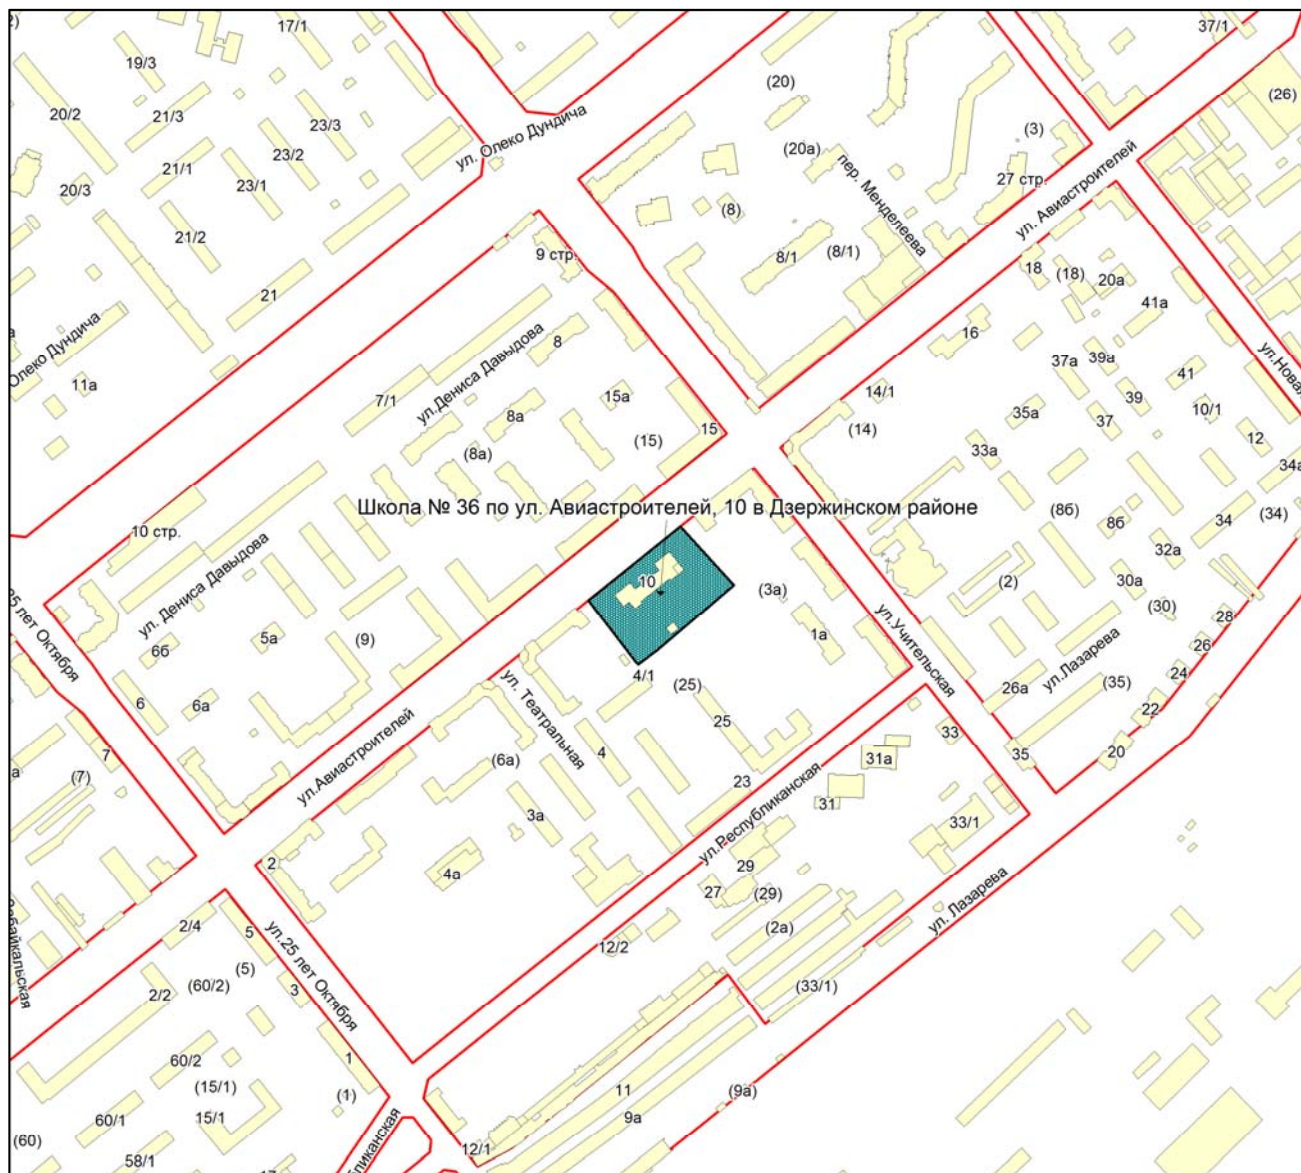 2)
17/1
37/1
19/3
(20)
(26)
20/2
21/3
23/3
ул. Олеко Дундича
(3)
23/2
(20а)
21/1
23/1
27 стр.
20/3
пер. Менделеева
ул. Авиастроителей
(8)
21/2
9 стр.
8/1
(8/1)
18
(18)
20а
21
41а
Олеко Дундича
16
8
37а
39а
ул.Новая
11а
ул.Дениса Давыдова
41
14/1
39
7/1
15а
10/1
8а
35а
37
15
(14)
12
(15)
33а
(8а)
34а
Школа № 36 по ул. Авиастроителей, 10 в Дзержинском районе
(34)
34
8б
(8б)
10 стр.
32а
ул. Дениса Давыдова
10
30а
(2)
(3а)
25 лет Октября
(30)
28
1а
5а
(9)
6б
26
ул.Учительская
ул.Лазарева
4/1
24
(25)
(35)
ул. Театральная
26а
6
6а
22
25
33
7
4
35
20
ул.Авиастроителей
(6а)
31а
(7)
а
23
31
3а
ул.Республиканская
33/1
2
29
4а
27
(29)
ул. Лазарева
2/4
5
(2а)
12/2
ул.25 лет Октября
(5)
(60/2)
(33/1)
3
2/2
60/2
1
(15/1)
11
(9а)
(1)
60/1
15/1
9а
(60)
12/1
58/1